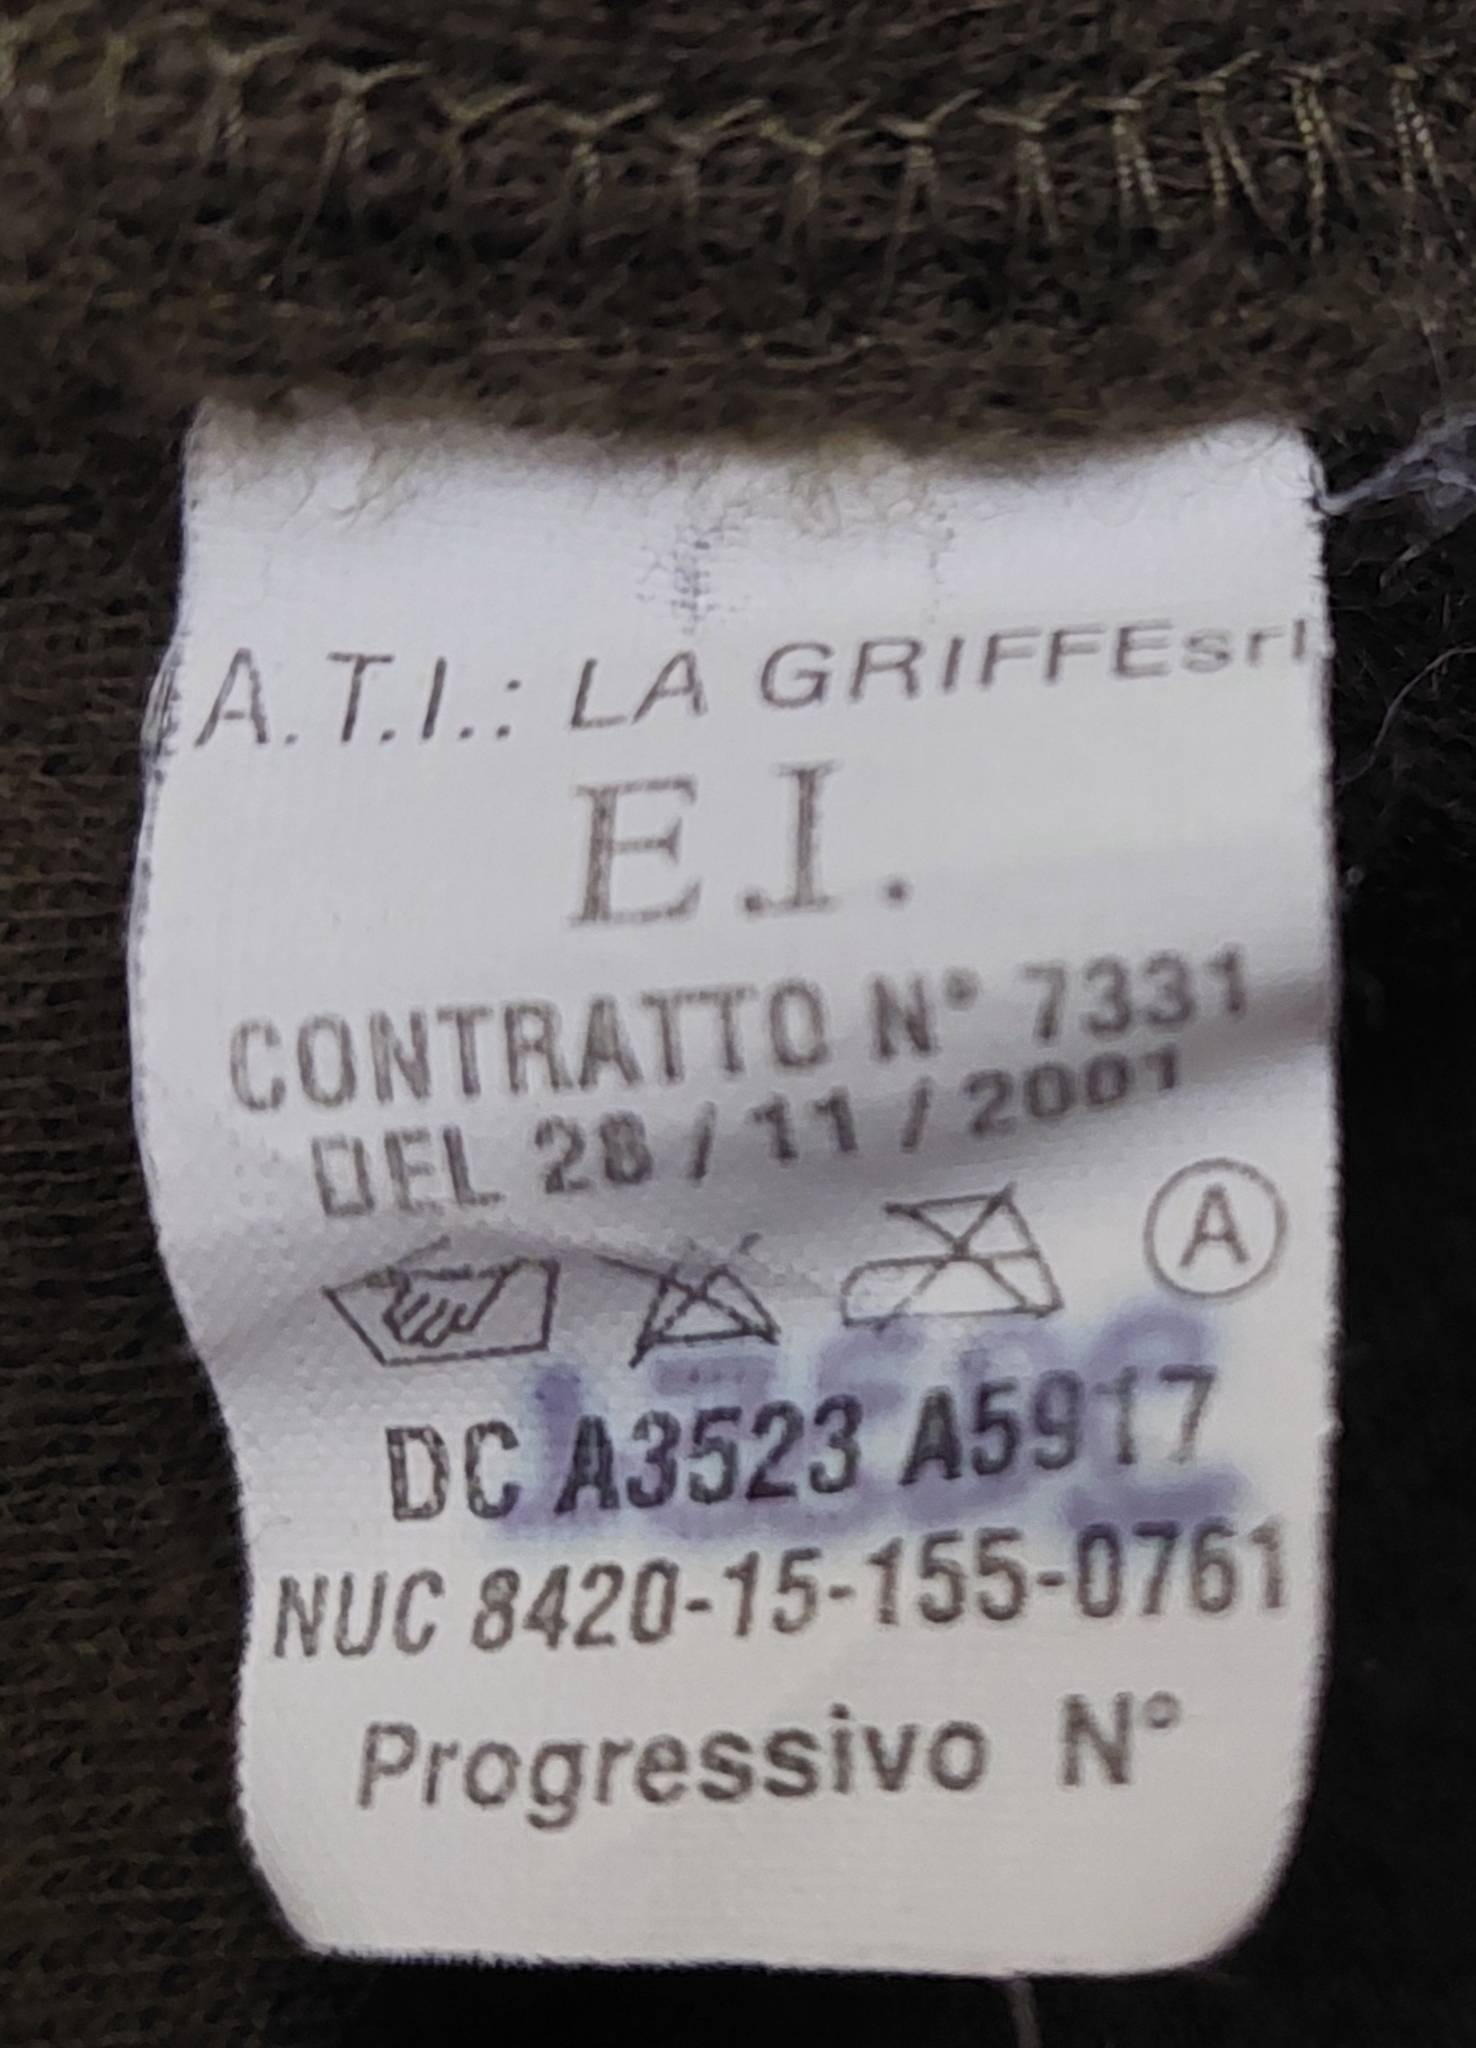 A.T.I.: LA GRIFFEsrl
E.I.
CONTRATTO N° 7331
DEL 28 / 11 / 2001
A
DC A3523 A5917
NUC 8420-15-155-0761
Progressivo N°